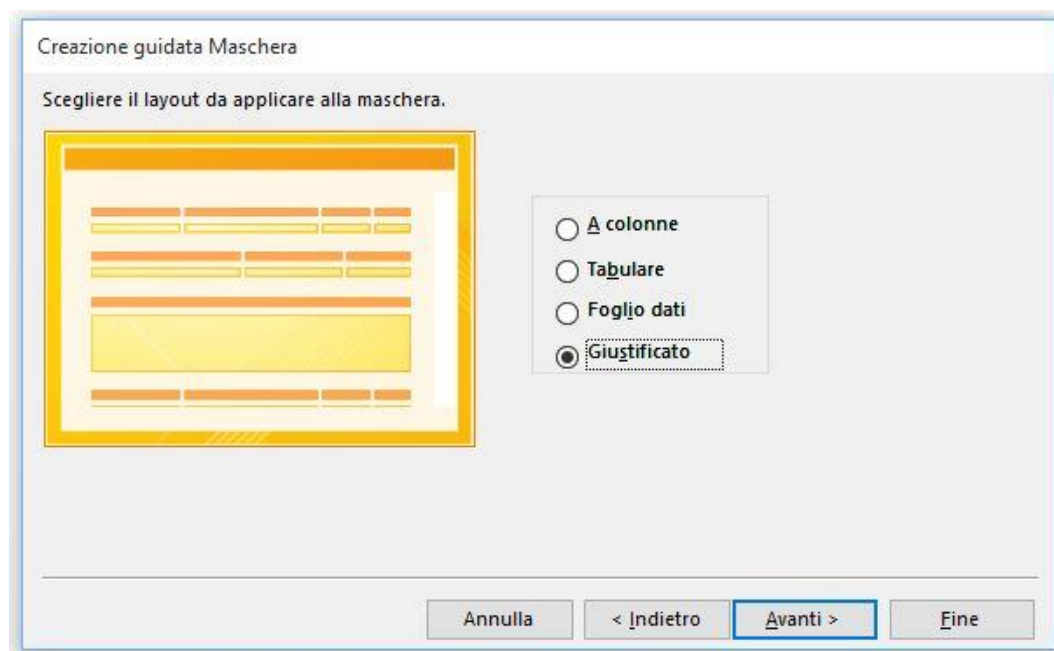 Creazione guidata Maschera
Scegliere il layout da applicare alla maschera.
A colonne
Tabulare
Foglio dati
Giustificato
Annulla
< Indietro
Avanti >
Fine